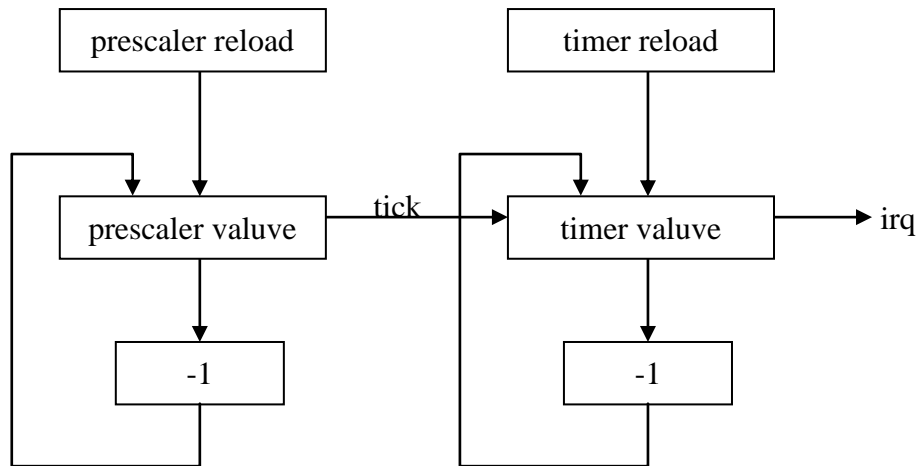 prescaler reload
timer reload
prescaler valuve
tick
timer valuve
irq
-1
-1